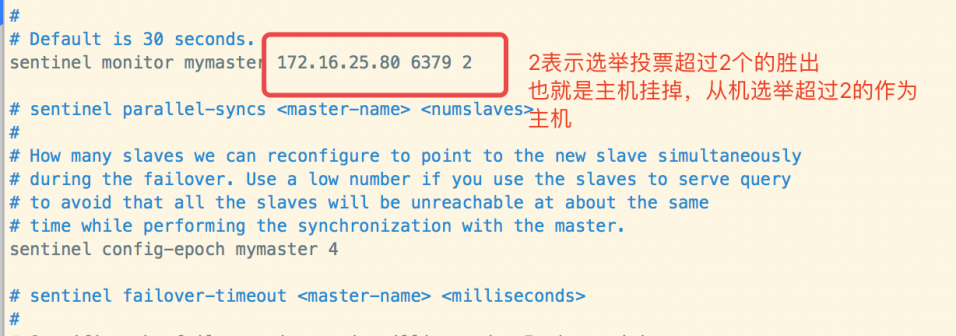 #
# Default is 30 seconds.
sentinel monitor mymaster 172.16.25.80 6379 2
2表示选举投票超过2个的胜出
也就是主机挂掉，从机选举超过2的作为
主机
# sentinel parallel-syncs <master-name> <numslaves>
#
# How many slaves we can reconfigure to point to the new slave simultaneously
# during the failover. Use a low number if you use the slaves to serve query
# to avoid that all the slaves will be unreachable at about the same
# time while performing the synchronization with the master.
sentinel config-epoch mymaster 4
# sentinel failover-timeout <master-name> <milliseconds>
#